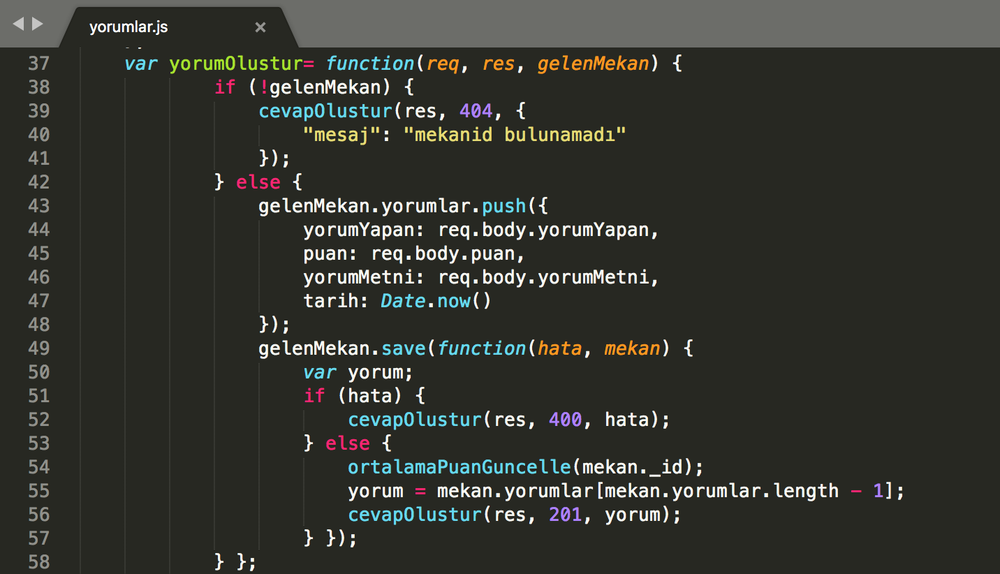 yorumlar.js ×
37 var yorumOlustur= function(req, res, gelenMekan) {
38 if (!gelenMekan) {
39 cevapOlustur(res, 404, {
40 "mesaj": "mekanid bulunamadı"
41 });
42 } else {
43 gelenMekan.yorumlar.push({
44 yorumYapan: req.body.yorumYapan,
45 puan: req.body.puan,
46 yorumMetni: req.body.yorumMetni,
47 tarih: Date.now()
48 });
49 gelenMekan.save(function(hata, mekan) {
50 var yorum;
51 if (hata) {
52 cevapOlustur(res, 400, hata);
53 } else {
54 ortalamaPuanGuncelle(mekan._id);
55 yorum = mekan.yorumlar[mekan.yorumlar.length - 1];
56 cevapOlustur(res, 201, yorum);
57 } });
58 } };